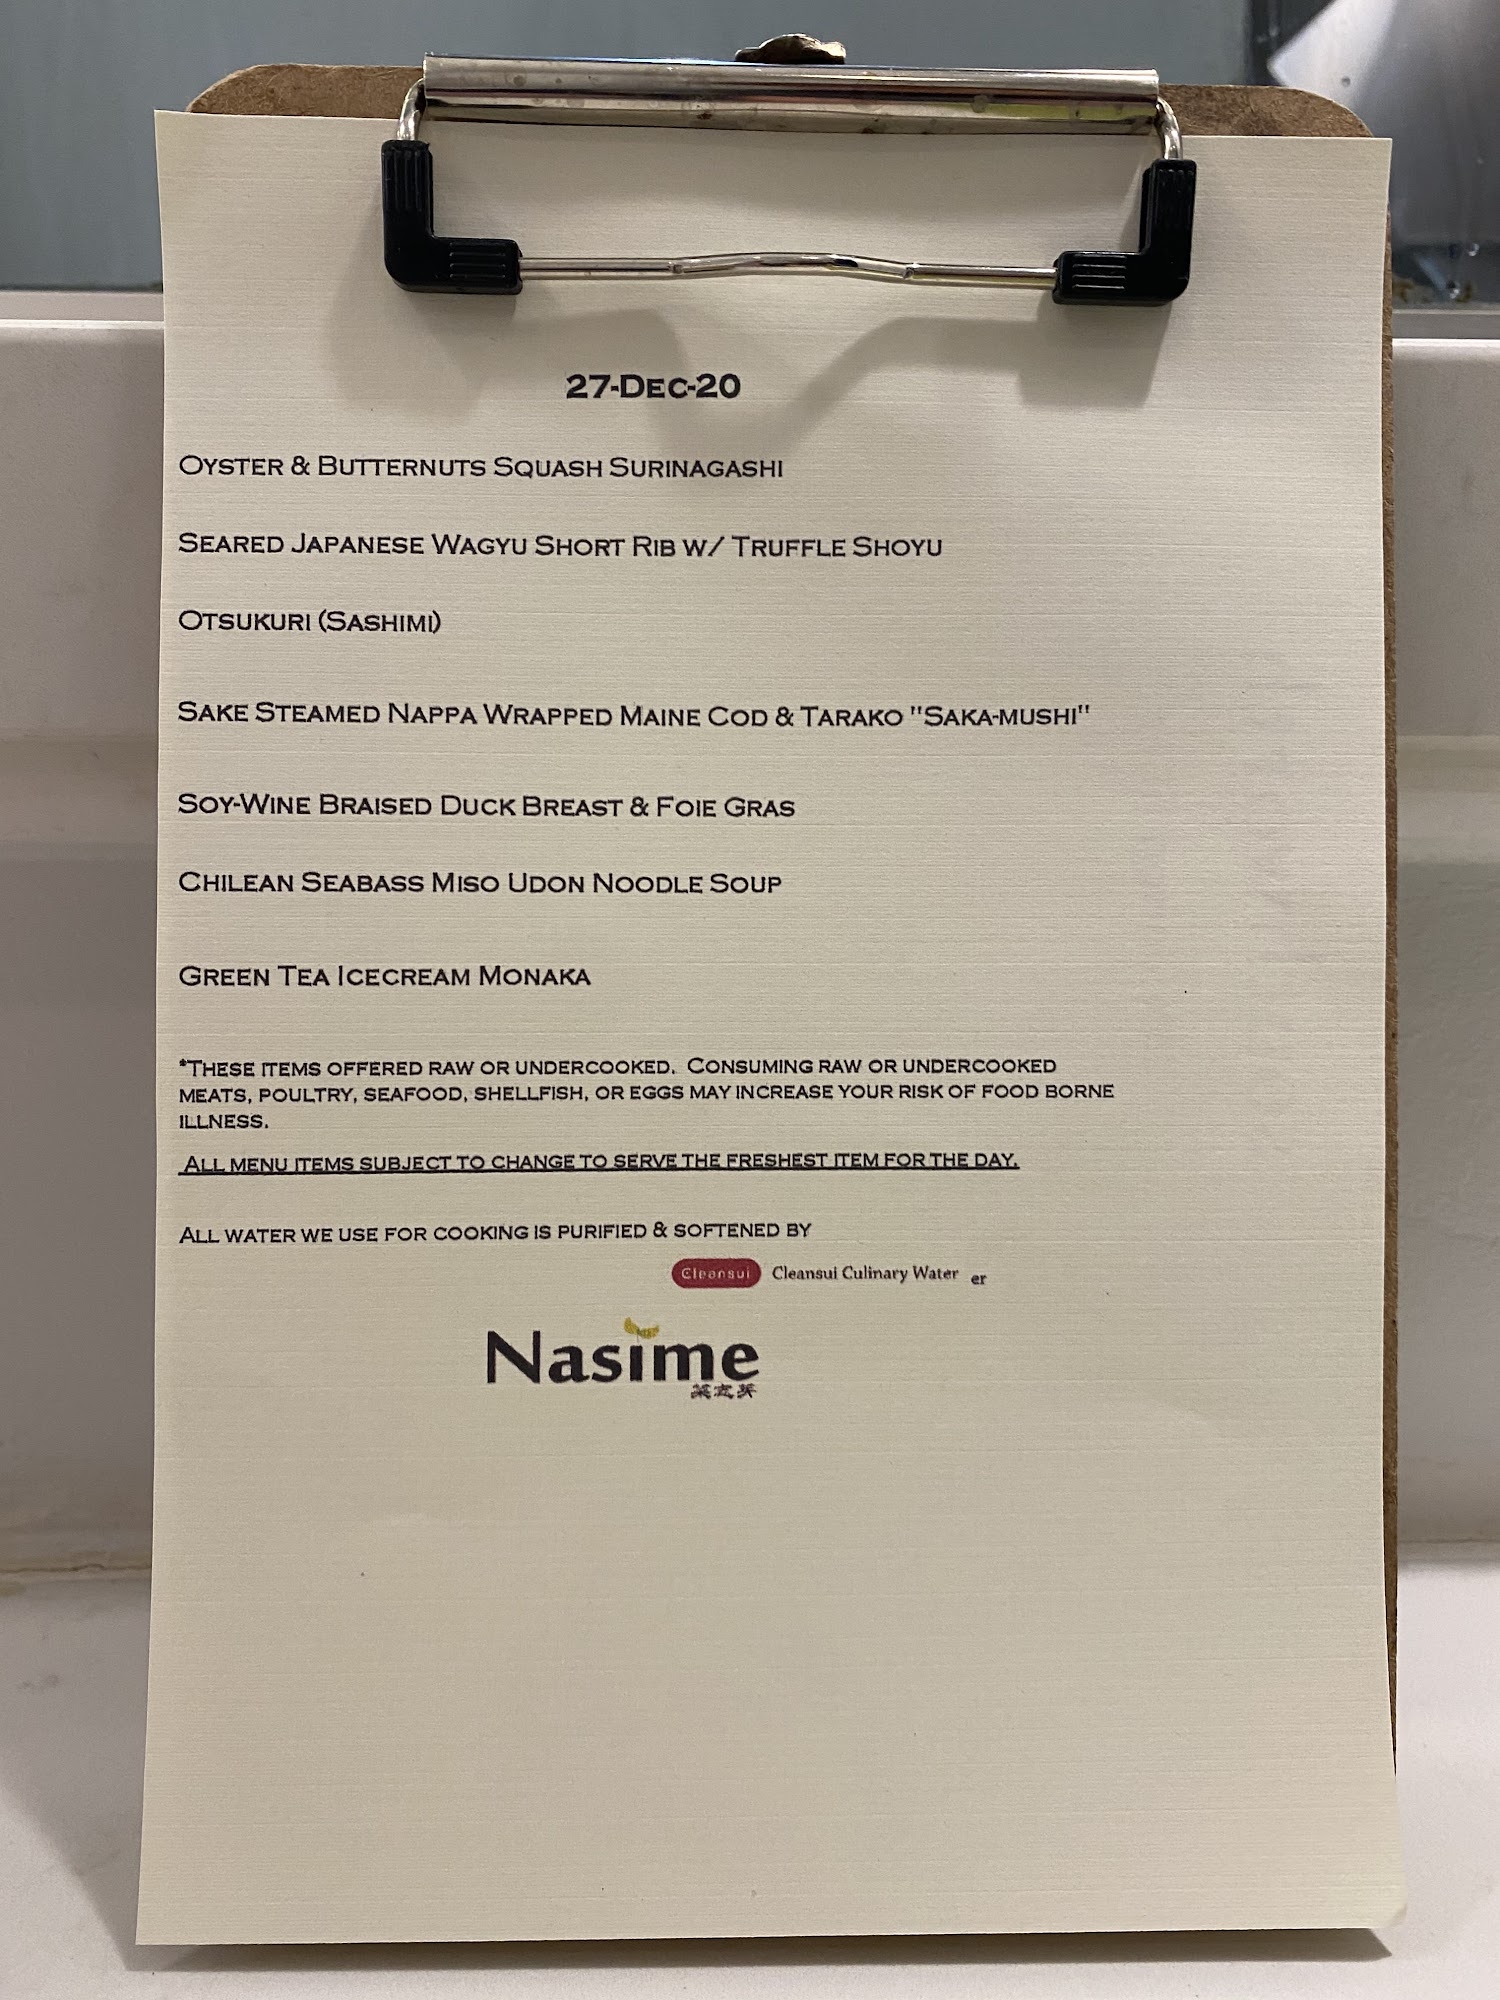 27-Dec-20
Oyster & Butternuts Squash Surinagashi
Seared Japanese Wagyu Short Rib w/ Truffle Shoyu
Otsukuri (Sashimi)
Sake Steamed Nappa Wrapped Maine Cod & Tarako "Saka-mushi"
Soy-Wine Braised Duck Breast & Foie Gras
Chilean Seabass Miso Udon Noodle Soup
Green Tea Icecream Monaka
*These items offered raw or undercooked. Consuming raw or undercooked
meats, poultry, seafood, shellfish, or eggs may increase your risk of food borne
illness.
All menu items subject to change to serve the freshest item for the day.
All water we use for cooking is purified & softened by
Cleansui Cleansui Culinary Water er
Nasime
菜志芽